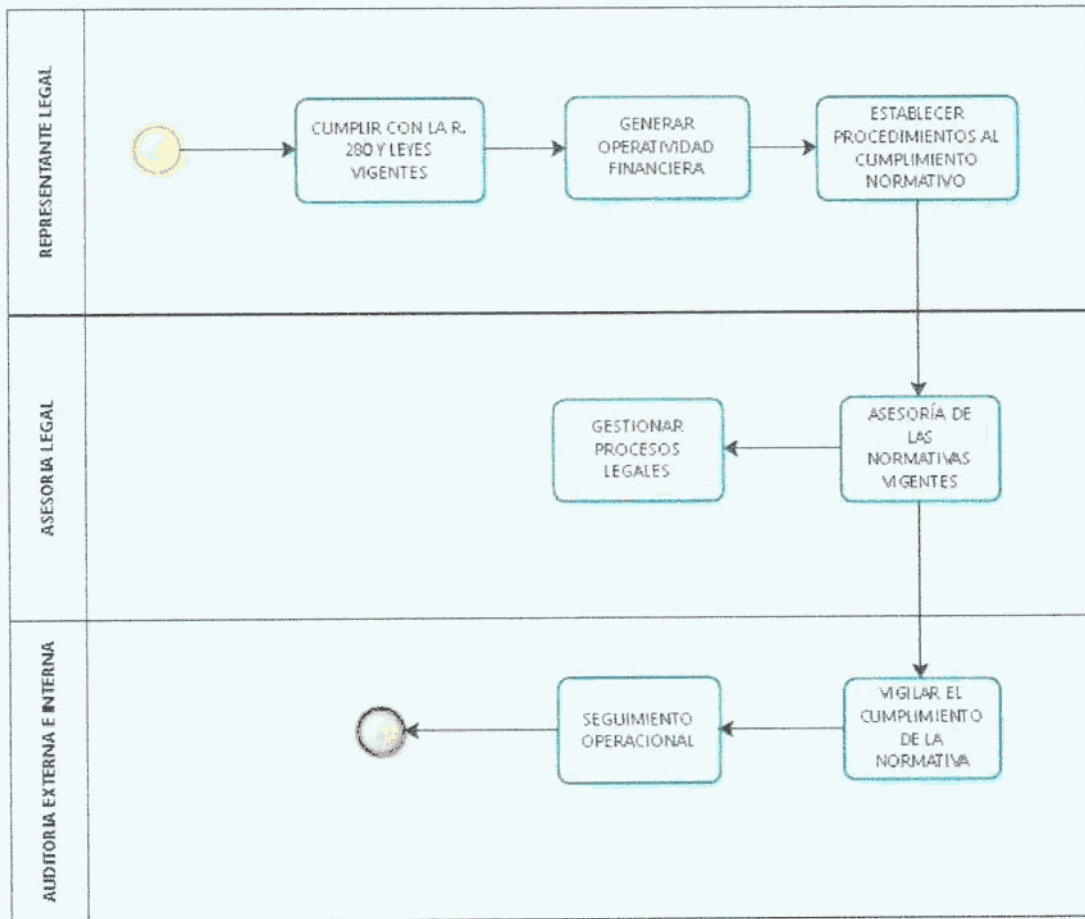 REPRESENTANTE LEGAL
CUMPLIR CON LA R.
280 Y LEYES
VIGENTES
GENERAR
OPERATIVIDAD
FINANCIERA
ESTABLECER
PROCEDIMIENTOS AL
CUMPLIMIENTO
NORMATIVO
ASESORIA LEGAL
GESTIONAR
PROCESOS
LEGALES
ASESORÍA DE
LAS
NORMATIVAS
VIGENTES
AUDITORIA EXTERNA E INTERNA
SEGUIMIENTO
OPERACIONAL
VIGILAR EL
CUMPLIMIENTO
DE LA
NORMATIVA